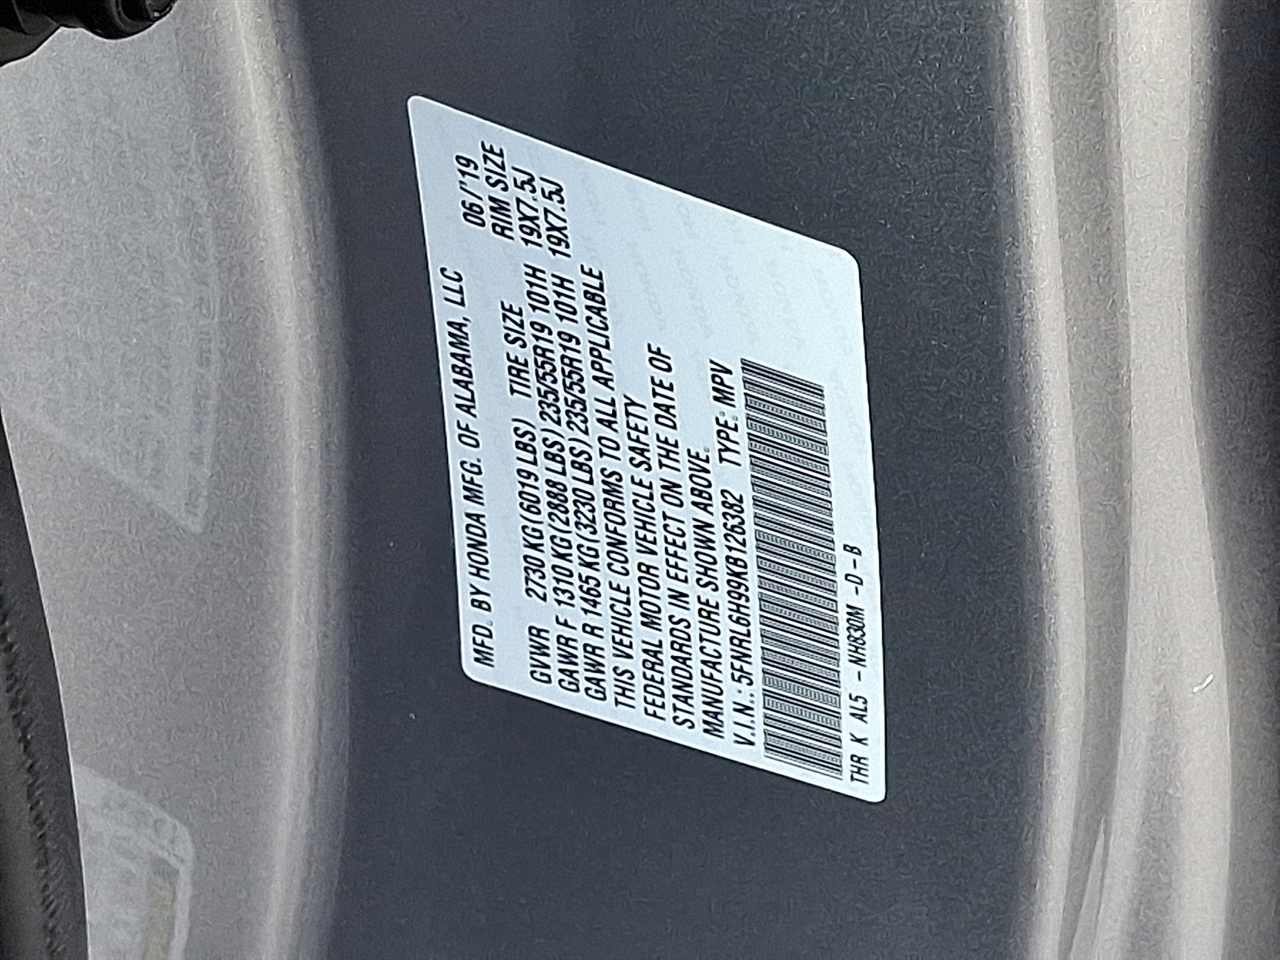 MFD. BY HONDA MFG. OF ALABAMA, LLC 06/'19
GVWR 2730 KG (6019 LBS) TIRE SIZE RIM SIZE
GAWR F 1310 KG (2888 LBS) 235/55R19 101H 19X7.5J
GAWR R 1465 KG (3230 LBS) 235/55R19 101H 19X7.5J
THIS VEHICLE CONFORMS TO ALL APPLICABLE
FEDERAL MOTOR VEHICLE SAFETY
STANDARDS IN EFFECT ON THE DATE OF
MANUFACTURE SHOWN ABOVE.
V.I.N.: 5FNRL6H99KB126382 TYPE: MPV
THR K AL5 -NH830M -D-B